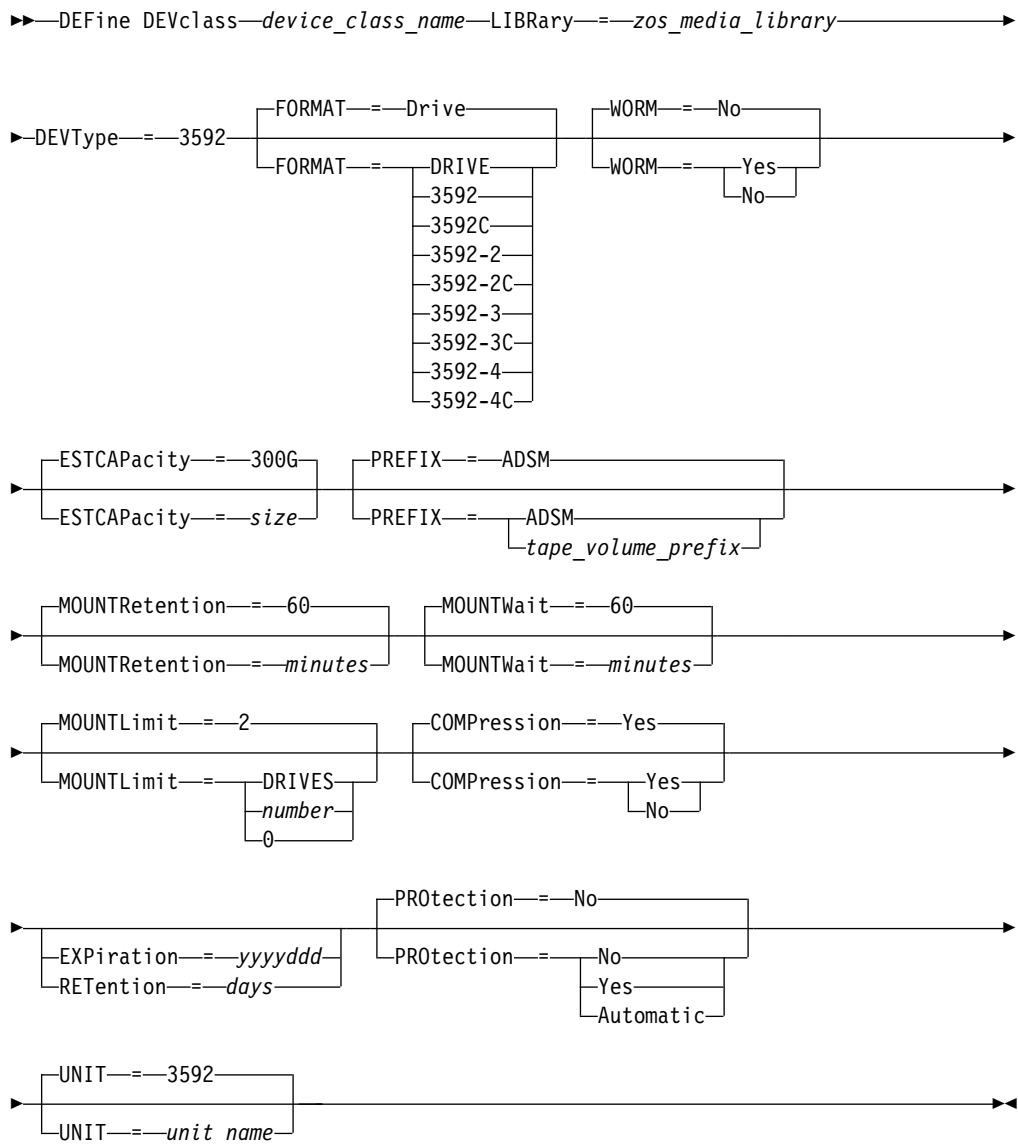 DEFine DEVclass device_class_name LIBRary = zos_media_library
FORMAT = Drive WORM = No
DEVType = 3592
FORMAT = DRIVE WORM = Yes
3592 No
3592C
3592-2
3592-2C
3592-3
3592-3C
3592-4
3592-4C
ESTCAPacity = 300G PREFIX = ADSM
ESTCAPacity = size PREFIX = ADSM
tape_volume_prefix
MOUNTRetention = 60 MOUNTWait = 60
MOUNTRetention = minutes MOUNTWait = minutes
MOUNTLimit = 2 COMPression = Yes
MOUNTLimit = DRIVES COMPression = Yes
number No
0
PROtection = No
EXPiration = yyyyddd PROtection = No
RETention = days Yes
Automatic
UNIT = 3592
UNIT = unit name